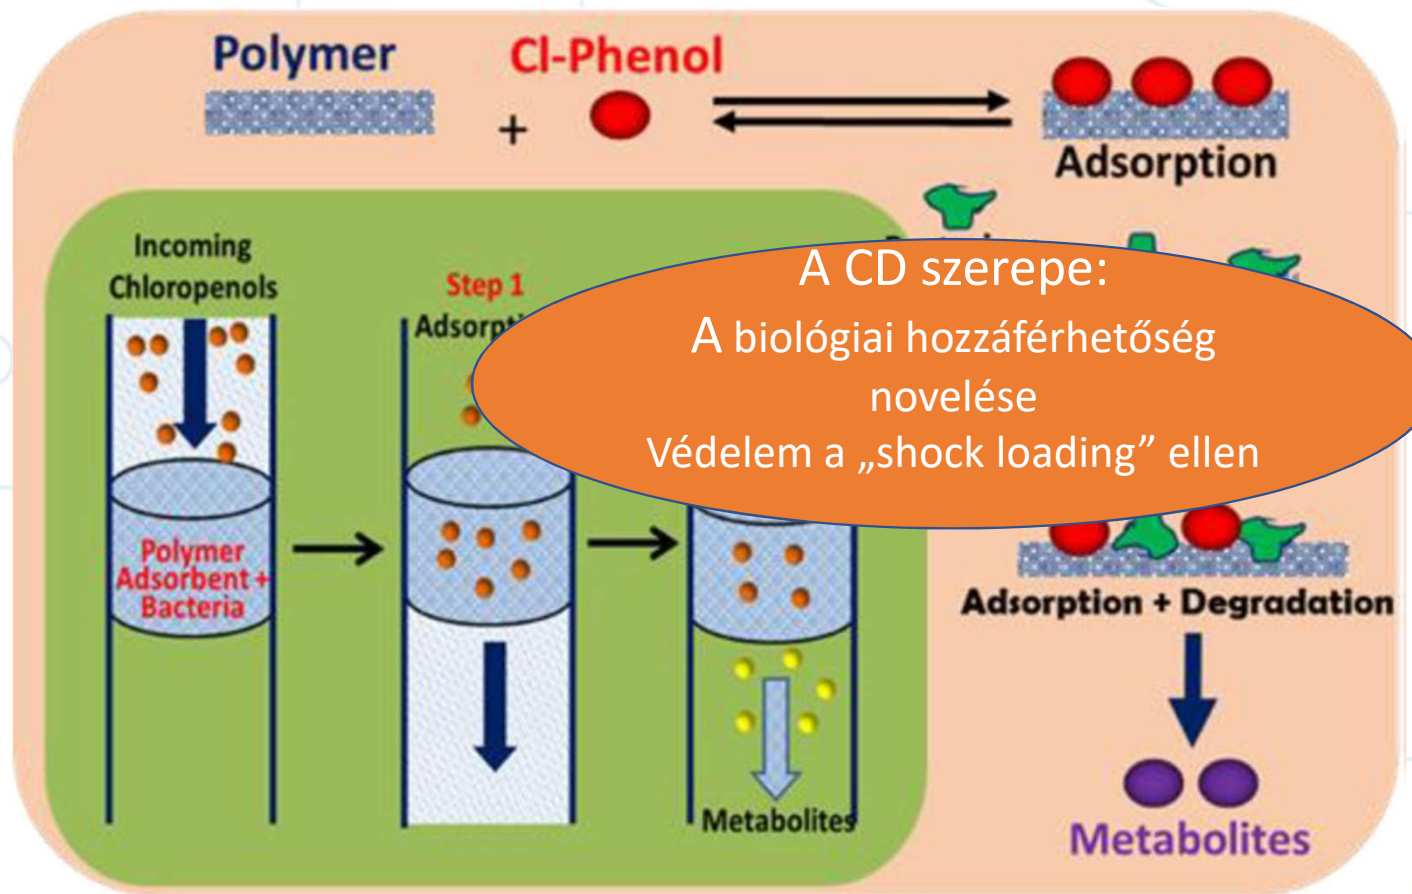 Polymer
Cl-Phenol
+
Adsorption
Incoming
Chloropenols
Step 1
A CD szerepe:
A biológiai hozzáférhetőség
novelése
Védelem a „shock loading” ellen
Polymer
Adsorbent +
Bacteria
Adsorption + Degradation
Metabolites
Metabolites